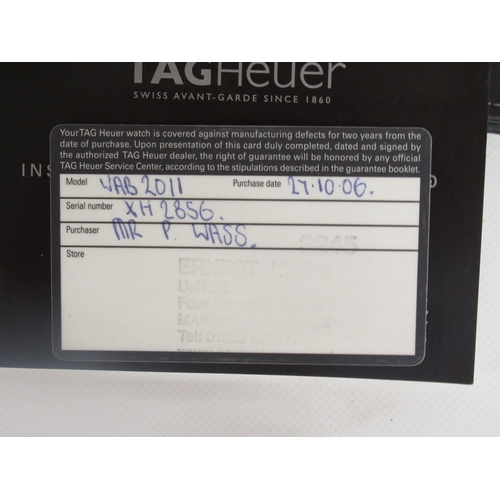 TAGHeuer
SWISS AVANT-GARDE SINCE 1860
Your TAG Heuer watch is covered against manufacturing defects for two years from the
date of purchase. Upon presentation of this card duly completed, dated and signed by
the authorized TAG Heuer dealer, the right of guarantee will be honored by any official
TAG Heuer Service Center, according to the stipulations described in the guarantee booklet.
Model WAB 2011 Purchase date 27.10.06.
Serial number XH 2856.
Purchaser MR P. WASS.
Store
ERNEST JONES
Unit
Tel: